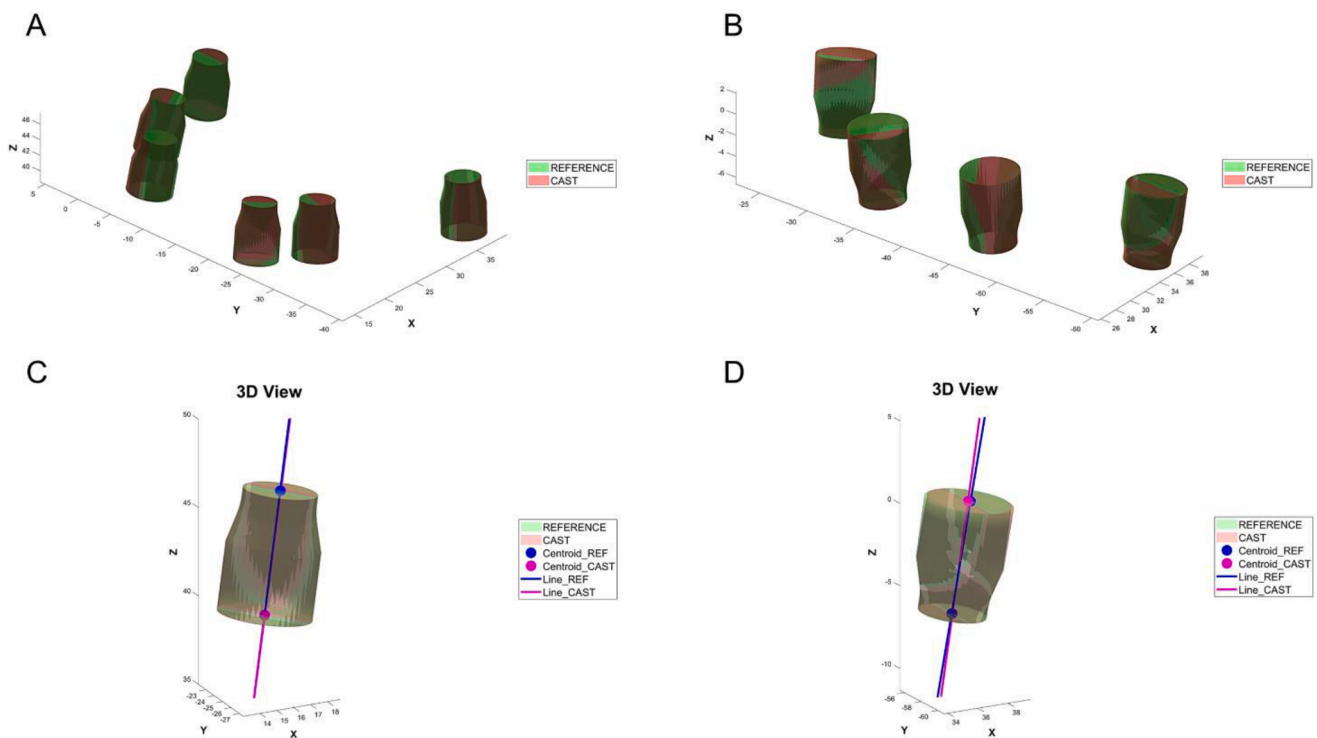 A
46
44
42
40
Z
5
0
-5
-10
-15
-20
-25
-30
-35
-40
Y
15
20
25
30
35
X
REFERENCE
CAST
B
2
0
-2
-4
-6
Z
-25
-30
-35
-40
-45
-50
-55
-60
Y
26
28
30
32
34
36
38
X
REFERENCE
CAST
C
3D View
50
45
40
35
Z
-23
-24
-25
-26
-27
Y
14
15
16
17
18
X
REFERENCE
CAST
Centroid_REF
Centroid_CAST
Line_REF
Line_CAST
D
3D View
5
0
-5
-10
Z
-56
-58
-60
Y
34
36
38
X
REFERENCE
CAST
Centroid_REF
Centroid_CAST
Line_REF
Line_CAST